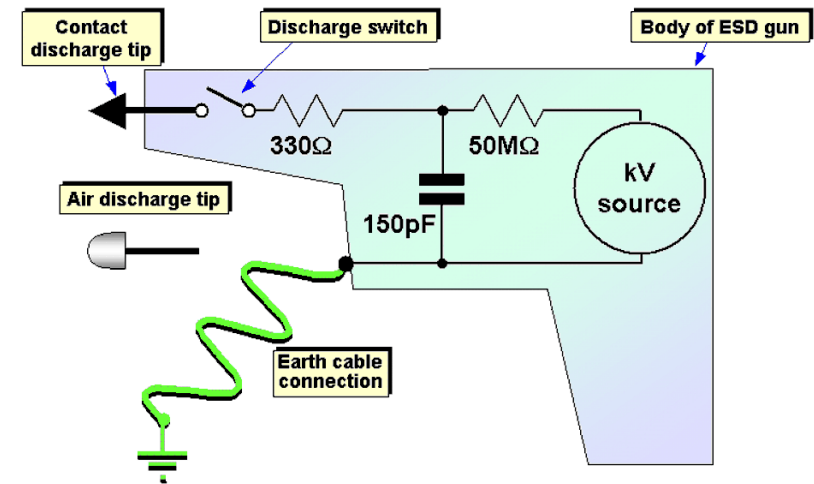 Contact
discharge tip
Discharge switch
Body of ESD gun
330Ω
50MΩ
kV
source
Air discharge tip
150pF
Earth cable
connection